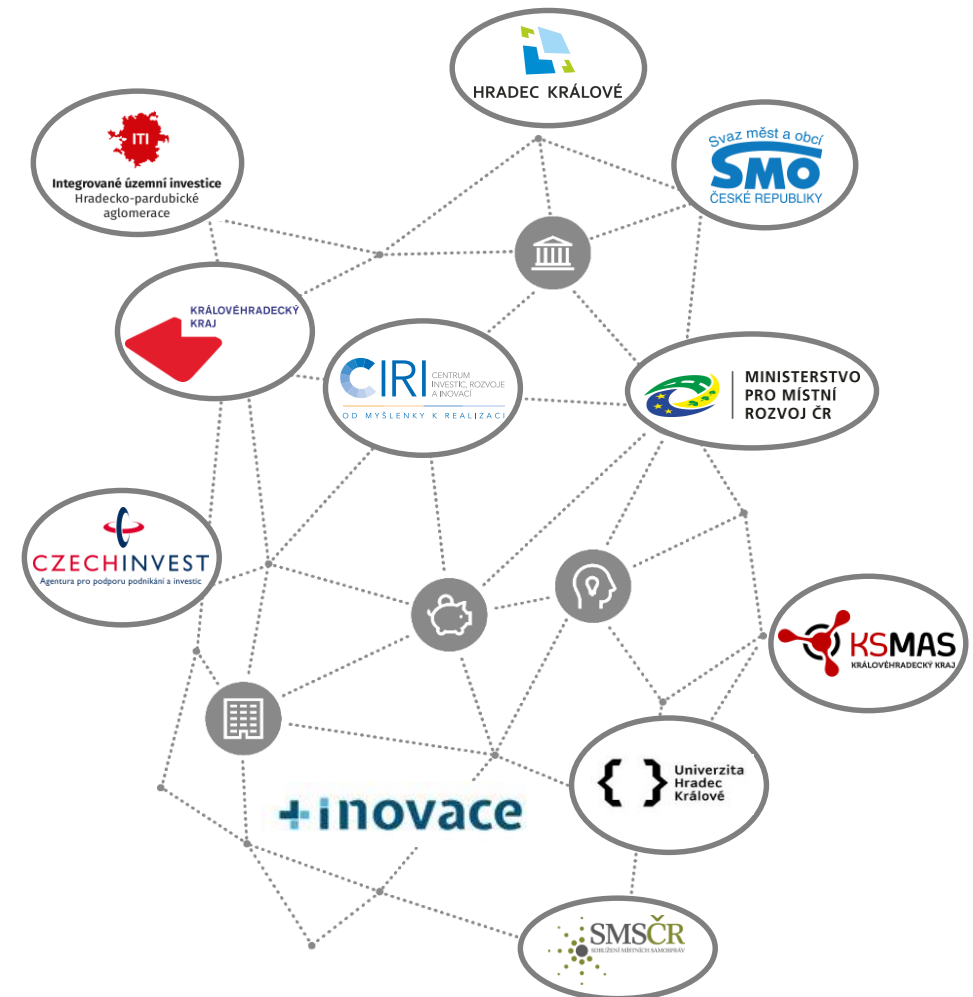 HRADEC KRÁLOVÉ
ITI
Integrované územní investice
Hradecko-pardubické
aglomerace
Svaz měst a obcí
SMO
ČESKÉ REPUBLIKY
KRÁLOVÉHRADECKÝ
KRAJ
CIRI
CENTRUM
INVESTIC, ROZVOJE
A INOVACÍ
OD MYŠLENKY K REALIZACI
MINISTERSTVO
PRO MÍSTNÍ
ROZVOJ ČR
CZECHINVEST
Agentura pro podporu podnikání a investic
KSMAS
KRÁLOVÉHRADECKÝ KRAJ
Univerzita
Hradec
Králové
+inovace
SMSČR
SDRUŽENÍ MÍSTNÍCH SAMOSPRÁV